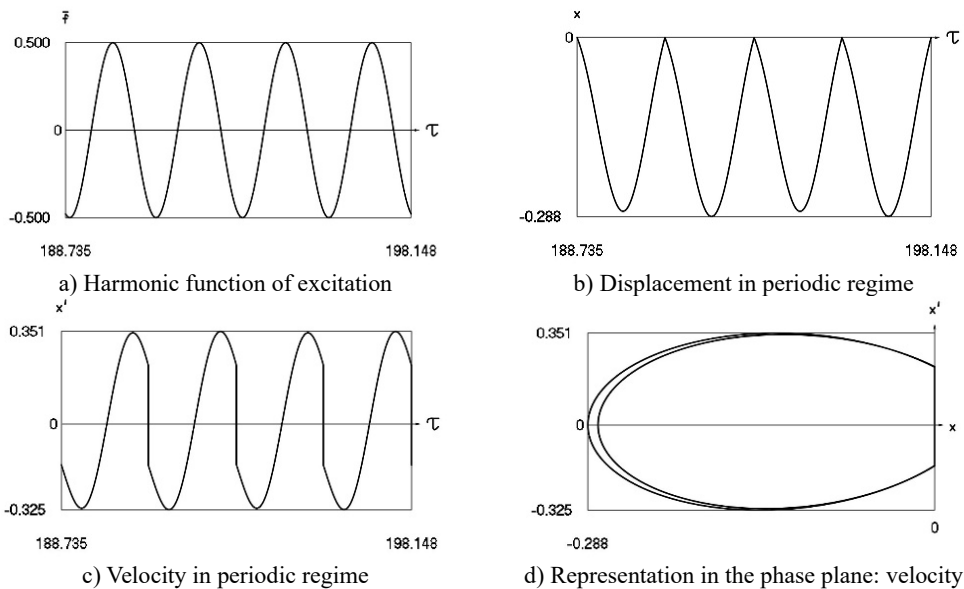 f̄
0.500
0
τ
-0.500
188.735
198.148
a) Harmonic function of excitation
x
0
τ
-0.288
188.735
198.148
b) Displacement in periodic regime
x'
0.351
0
τ
-0.325
188.735
198.148
c) Velocity in periodic regime
x'
0.351
0
x
-0.325
0
-0.288
d) Representation in the phase plane: velocity